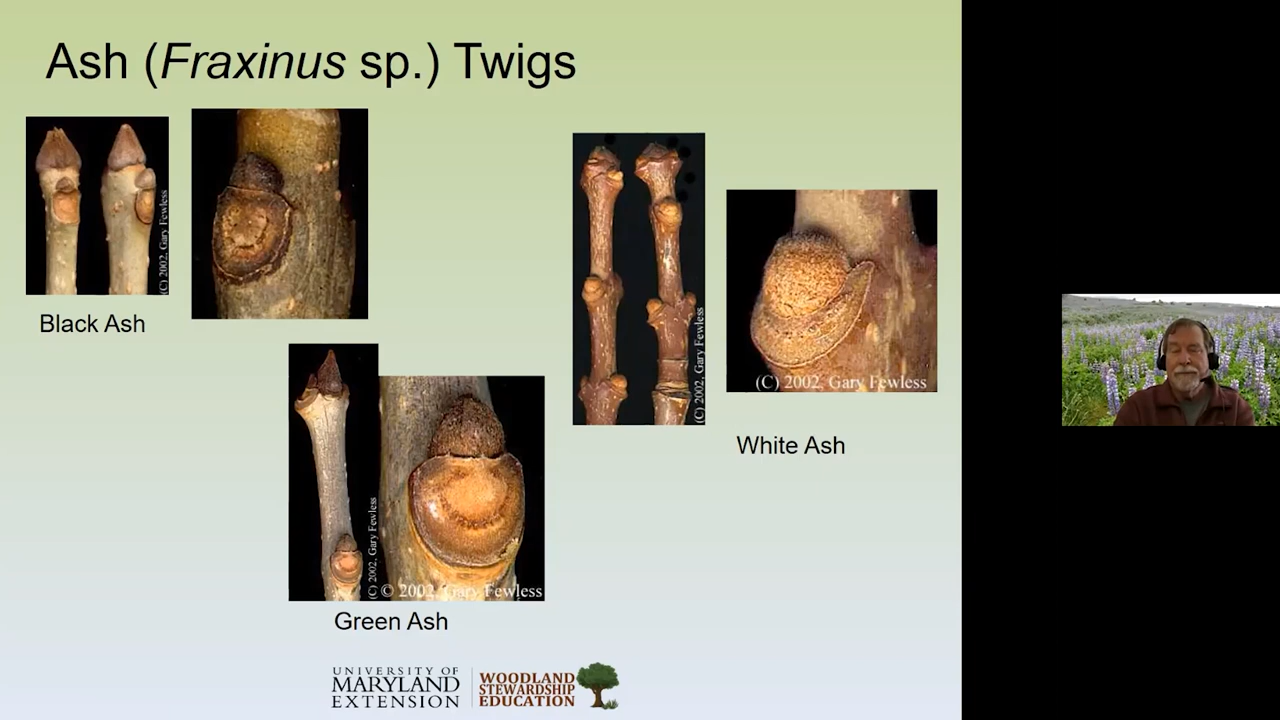 Ash (Fraxinus sp.) Twigs
(C) 2002, Gary Fewless
Black Ash
(C) 2002, Gary Fewless
(C) 2002, Gary Fewless
White Ash
(C) 2002, Gary Fewless
© 2002, Gary Fewless
Green Ash
UNIVERSITY OF
MARYLAND
EXTENSION
WOODLAND
STEWARDSHIP
EDUCATION